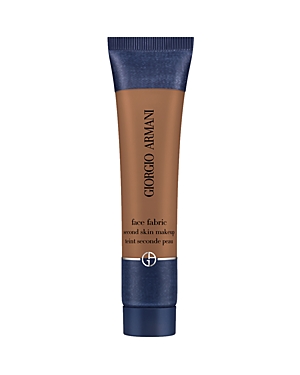 GIORGIO ARMANI
face fabric
second skin makeup
teint seconde peau